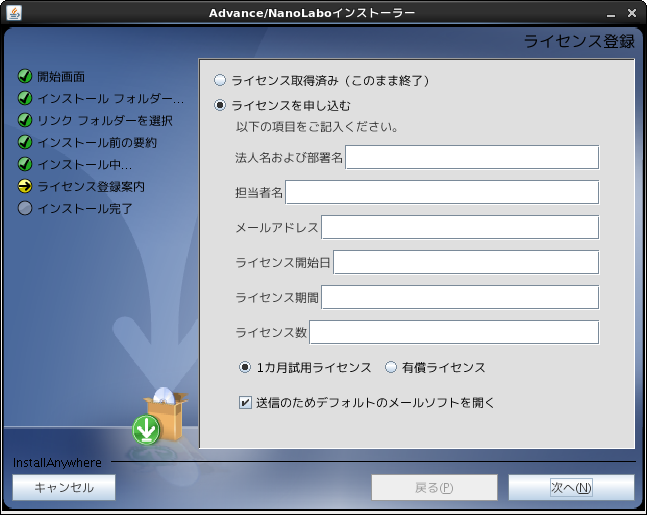 Advance/NanoLaboインストーラー
ライセンス登録
開始画面
インストール フォルダー...
リンク フォルダーを選択
インストール前の要約
インストール中...
ライセンス登録案内
インストール完了
ライセンス取得済み（このまま終了）
ライセンスを申し込む
以下の項目をご記入ください。
法人名および部署名
担当者名
メールアドレス
ライセンス開始日
ライセンス期間
ライセンス数
1カ月試用ライセンス 有償ライセンス
送信のためデフォルトのメールソフトを開く
InstallAnywhere
キャンセル 戻る(P) 次へ(N)